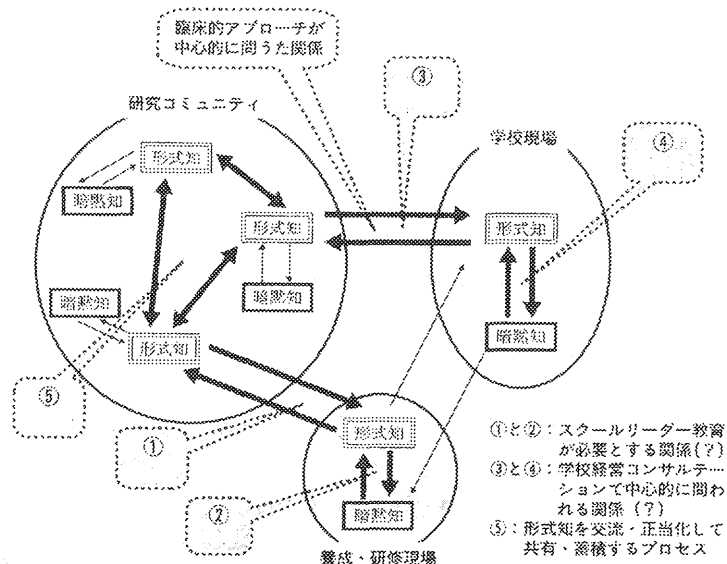 臨床的アプローチが
中心的に問うた関係
③
研究コミュニティ
学校現場
④
形式知
暗黙知
形式知
形式知
暗黙知
暗黙知
暗黙知
形式知
⑤
①
形式知
②
暗黙知
養成・研修現場
①と②：スクールリーダー教育
が必要とする関係(？)
③と④：学校経営コンサルテー
ションで中心的に問わ
れる関係（？）
⑤：形式知を交流・正当化して
共有・蓄積するプロセス